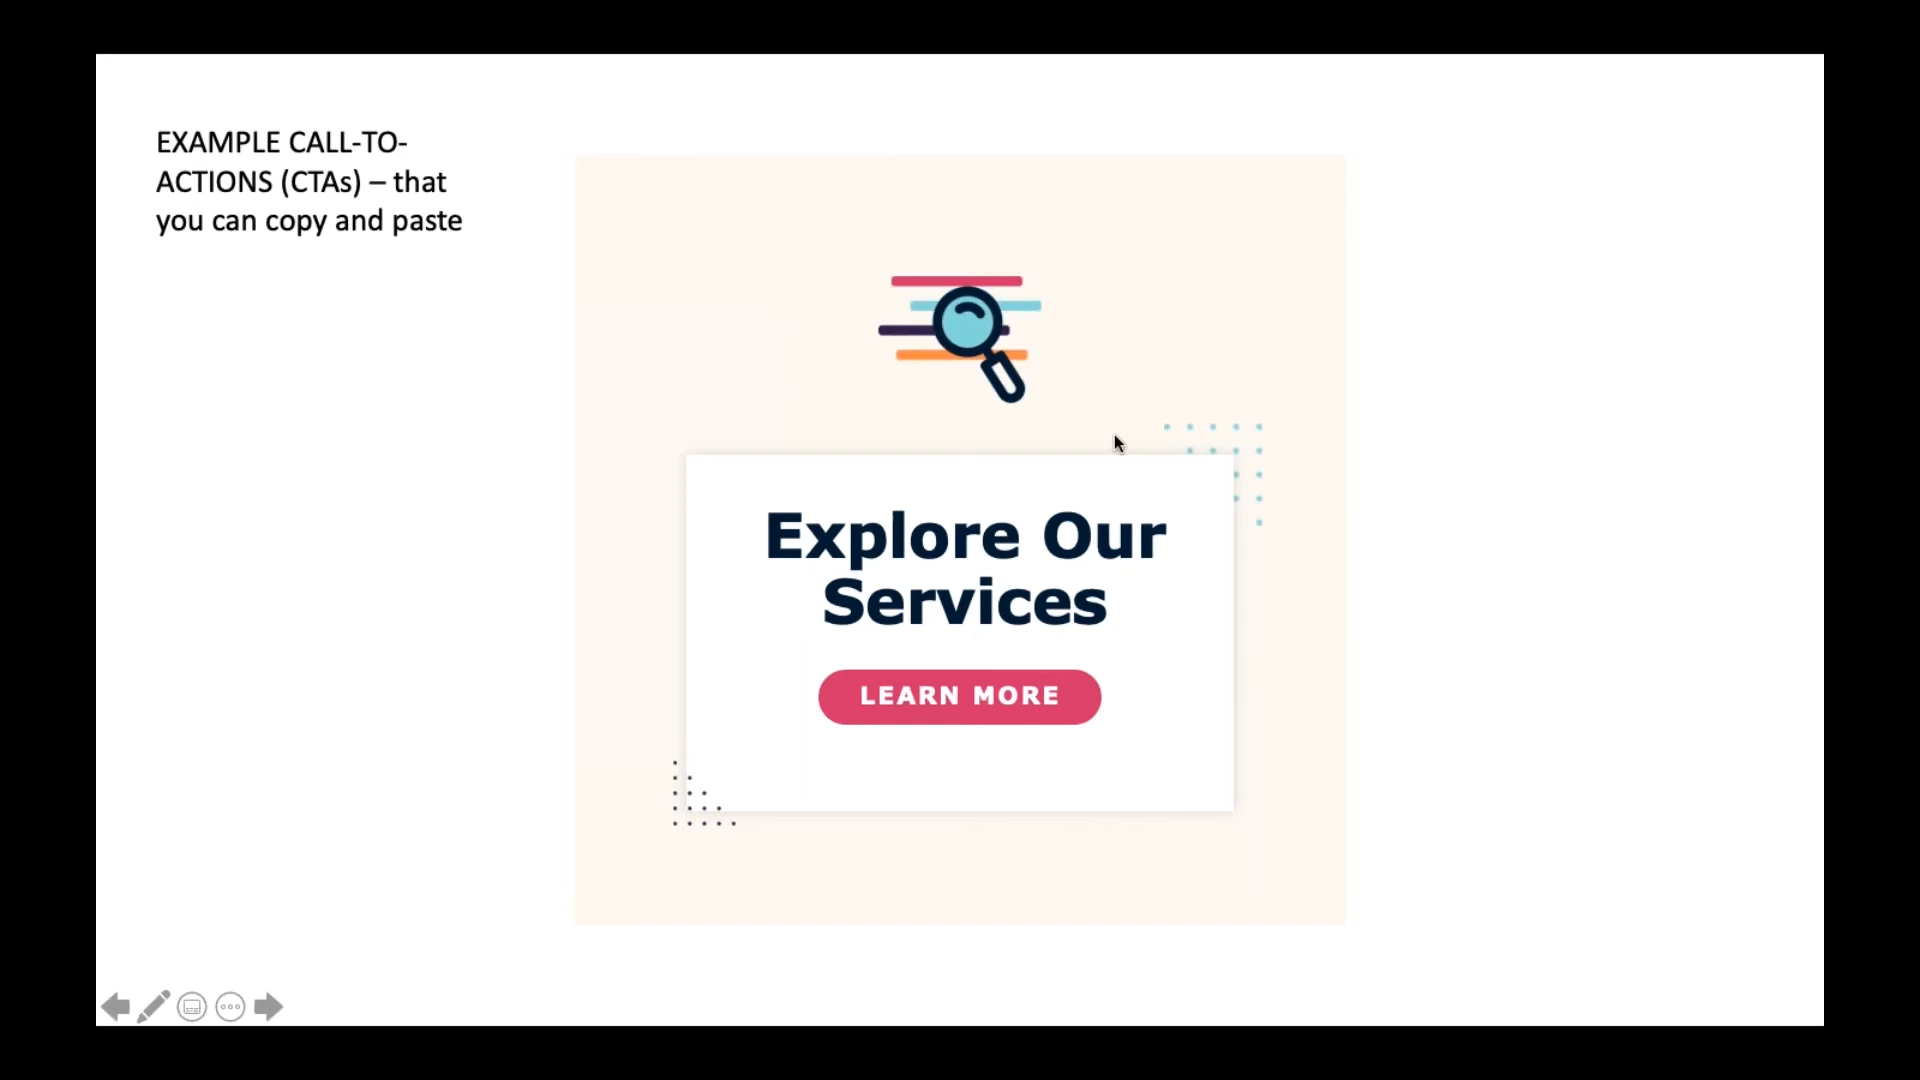 EXAMPLE CALL-TO-
ACTIONS (CTAs) – that
you can copy and paste
Explore Our
Services
LEARN MORE